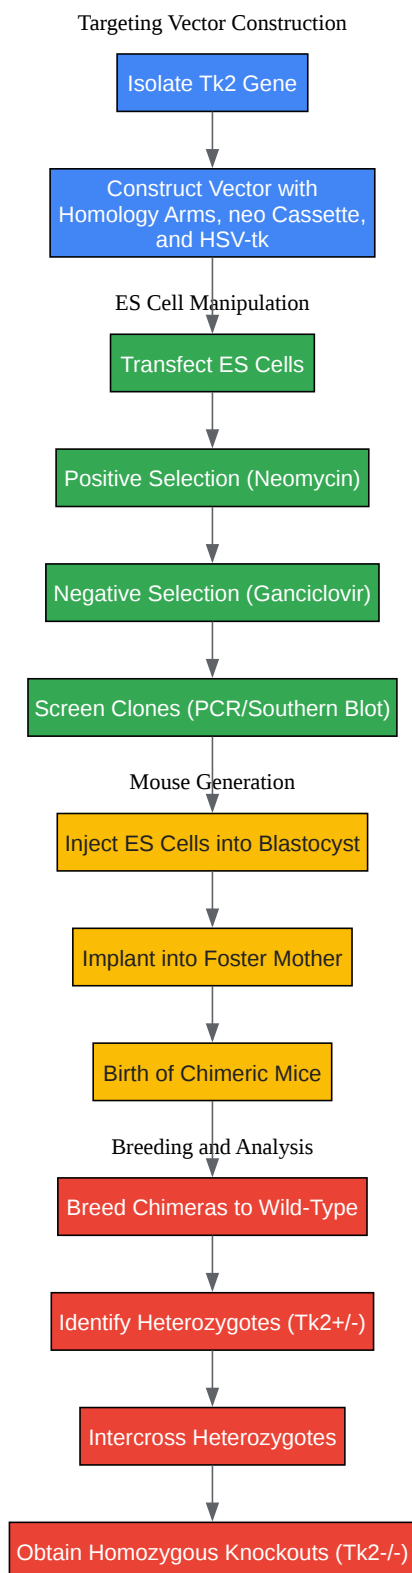 Targeting Vector Construction
Isolate Tk2 Gene
Construct Vector with
Homology Arms, neo Cassette,
and HSV-tk
ES Cell Manipulation
Transfect ES Cells
Positive Selection (Neomycin)
Negative Selection (Ganciclovir)
Screen Clones (PCR/Southern Blot)
Mouse Generation
Inject ES Cells into Blastocyst
Implant into Foster Mother
Birth of Chimeric Mice
Breeding and Analysis
Breed Chimeras to Wild-Type
Identify Heterozygotes (Tk2+/-)
Intercross Heterozygotes
Obtain Homozygous Knockouts (Tk2-/-)